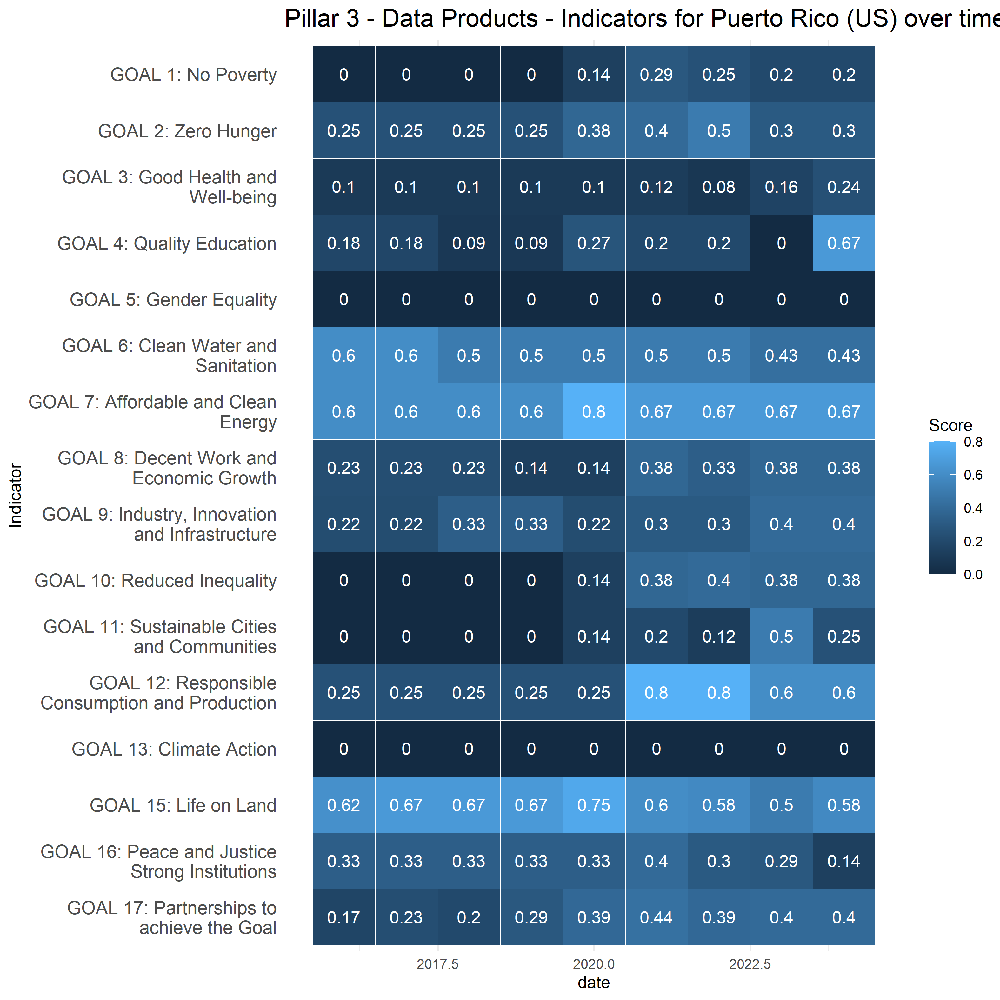 Pillar 3 - Data Products - Indicators for Puerto Rico (US) over time
GOAL 1: No Poverty
0 0 0 0 0.14 0.29 0.25 0.2 0.2
GOAL 2: Zero Hunger
0.25 0.25 0.25 0.25 0.38 0.4 0.5 0.3 0.3
GOAL 3: Good Health and
Well-being
0.1 0.1 0.1 0.1 0.1 0.12 0.08 0.16 0.24
GOAL 4: Quality Education
0.18 0.18 0.09 0.09 0.27 0.2 0.2 0 0.67
GOAL 5: Gender Equality
0 0 0 0 0 0 0 0 0
GOAL 6: Clean Water and
Sanitation
0.6 0.6 0.5 0.5 0.5 0.5 0.5 0.43 0.43
GOAL 7: Affordable and Clean
Energy
0.6 0.6 0.6 0.6 0.8 0.67 0.67 0.67 0.67
GOAL 8: Decent Work and
Economic Growth
0.23 0.23 0.23 0.14 0.14 0.38 0.33 0.38 0.38
GOAL 9: Industry, Innovation
and Infrastructure
0.22 0.22 0.33 0.33 0.22 0.3 0.3 0.4 0.4
GOAL 10: Reduced Inequality
0 0 0 0 0.14 0.38 0.4 0.38 0.38
GOAL 11: Sustainable Cities
and Communities
0 0 0 0 0.14 0.2 0.12 0.5 0.25
GOAL 12: Responsible
Consumption and Production
0.25 0.25 0.25 0.25 0.25 0.8 0.8 0.6 0.6
GOAL 13: Climate Action
0 0 0 0 0 0 0 0 0
GOAL 15: Life on Land
0.62 0.67 0.67 0.67 0.75 0.6 0.58 0.5 0.58
GOAL 16: Peace and Justice
Strong Institutions
0.33 0.33 0.33 0.33 0.33 0.4 0.3 0.29 0.14
GOAL 17: Partnerships to
achieve the Goal
0.17 0.23 0.2 0.29 0.39 0.44 0.39 0.4 0.4
2017.5 2020.0 2022.5
date
Indicator
Score
0.8
0.6
0.4
0.2
0.0